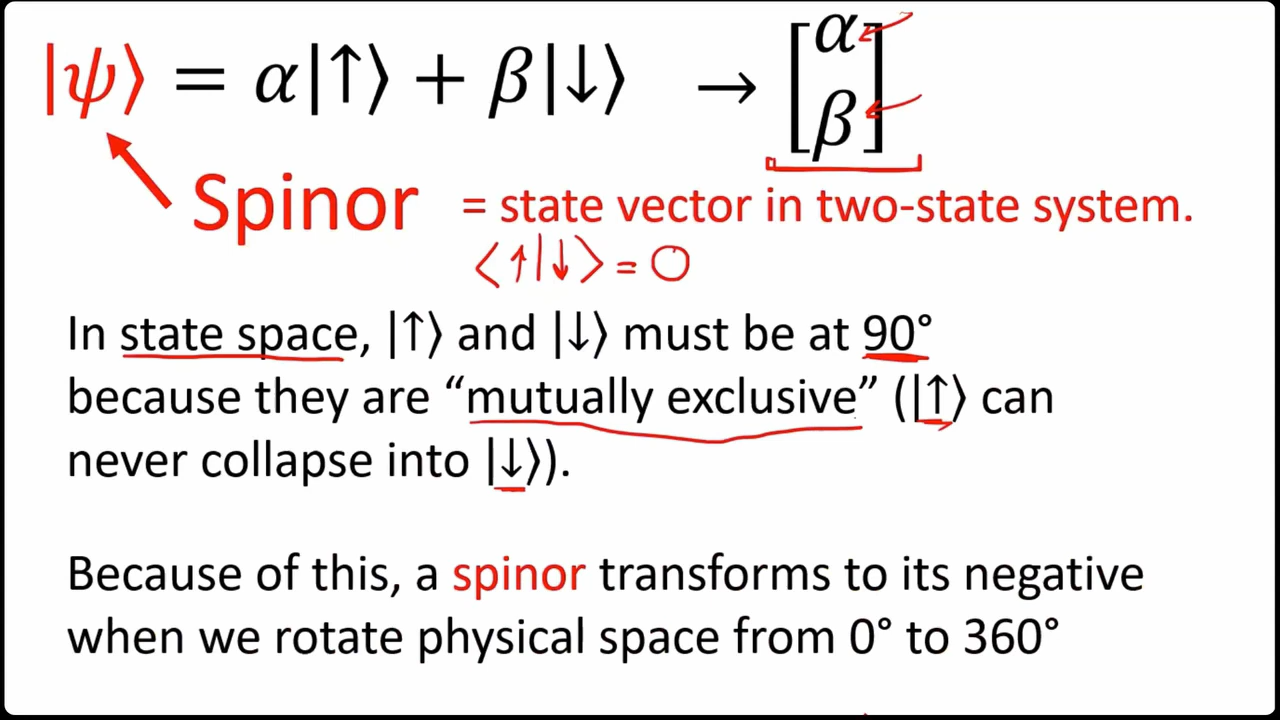 |ψ⟩ = α|↑⟩ + β|↓⟩ → [α β]
Spinor = state vector in two-state system.
⟨↑|↓⟩ = 0
In state space, |↑⟩ and |↓⟩ must be at 90°
because they are “mutually exclusive” (|↑⟩ can
never collapse into |↓⟩).
Because of this, a spinor transforms to its negative
when we rotate physical space from 0° to 360°